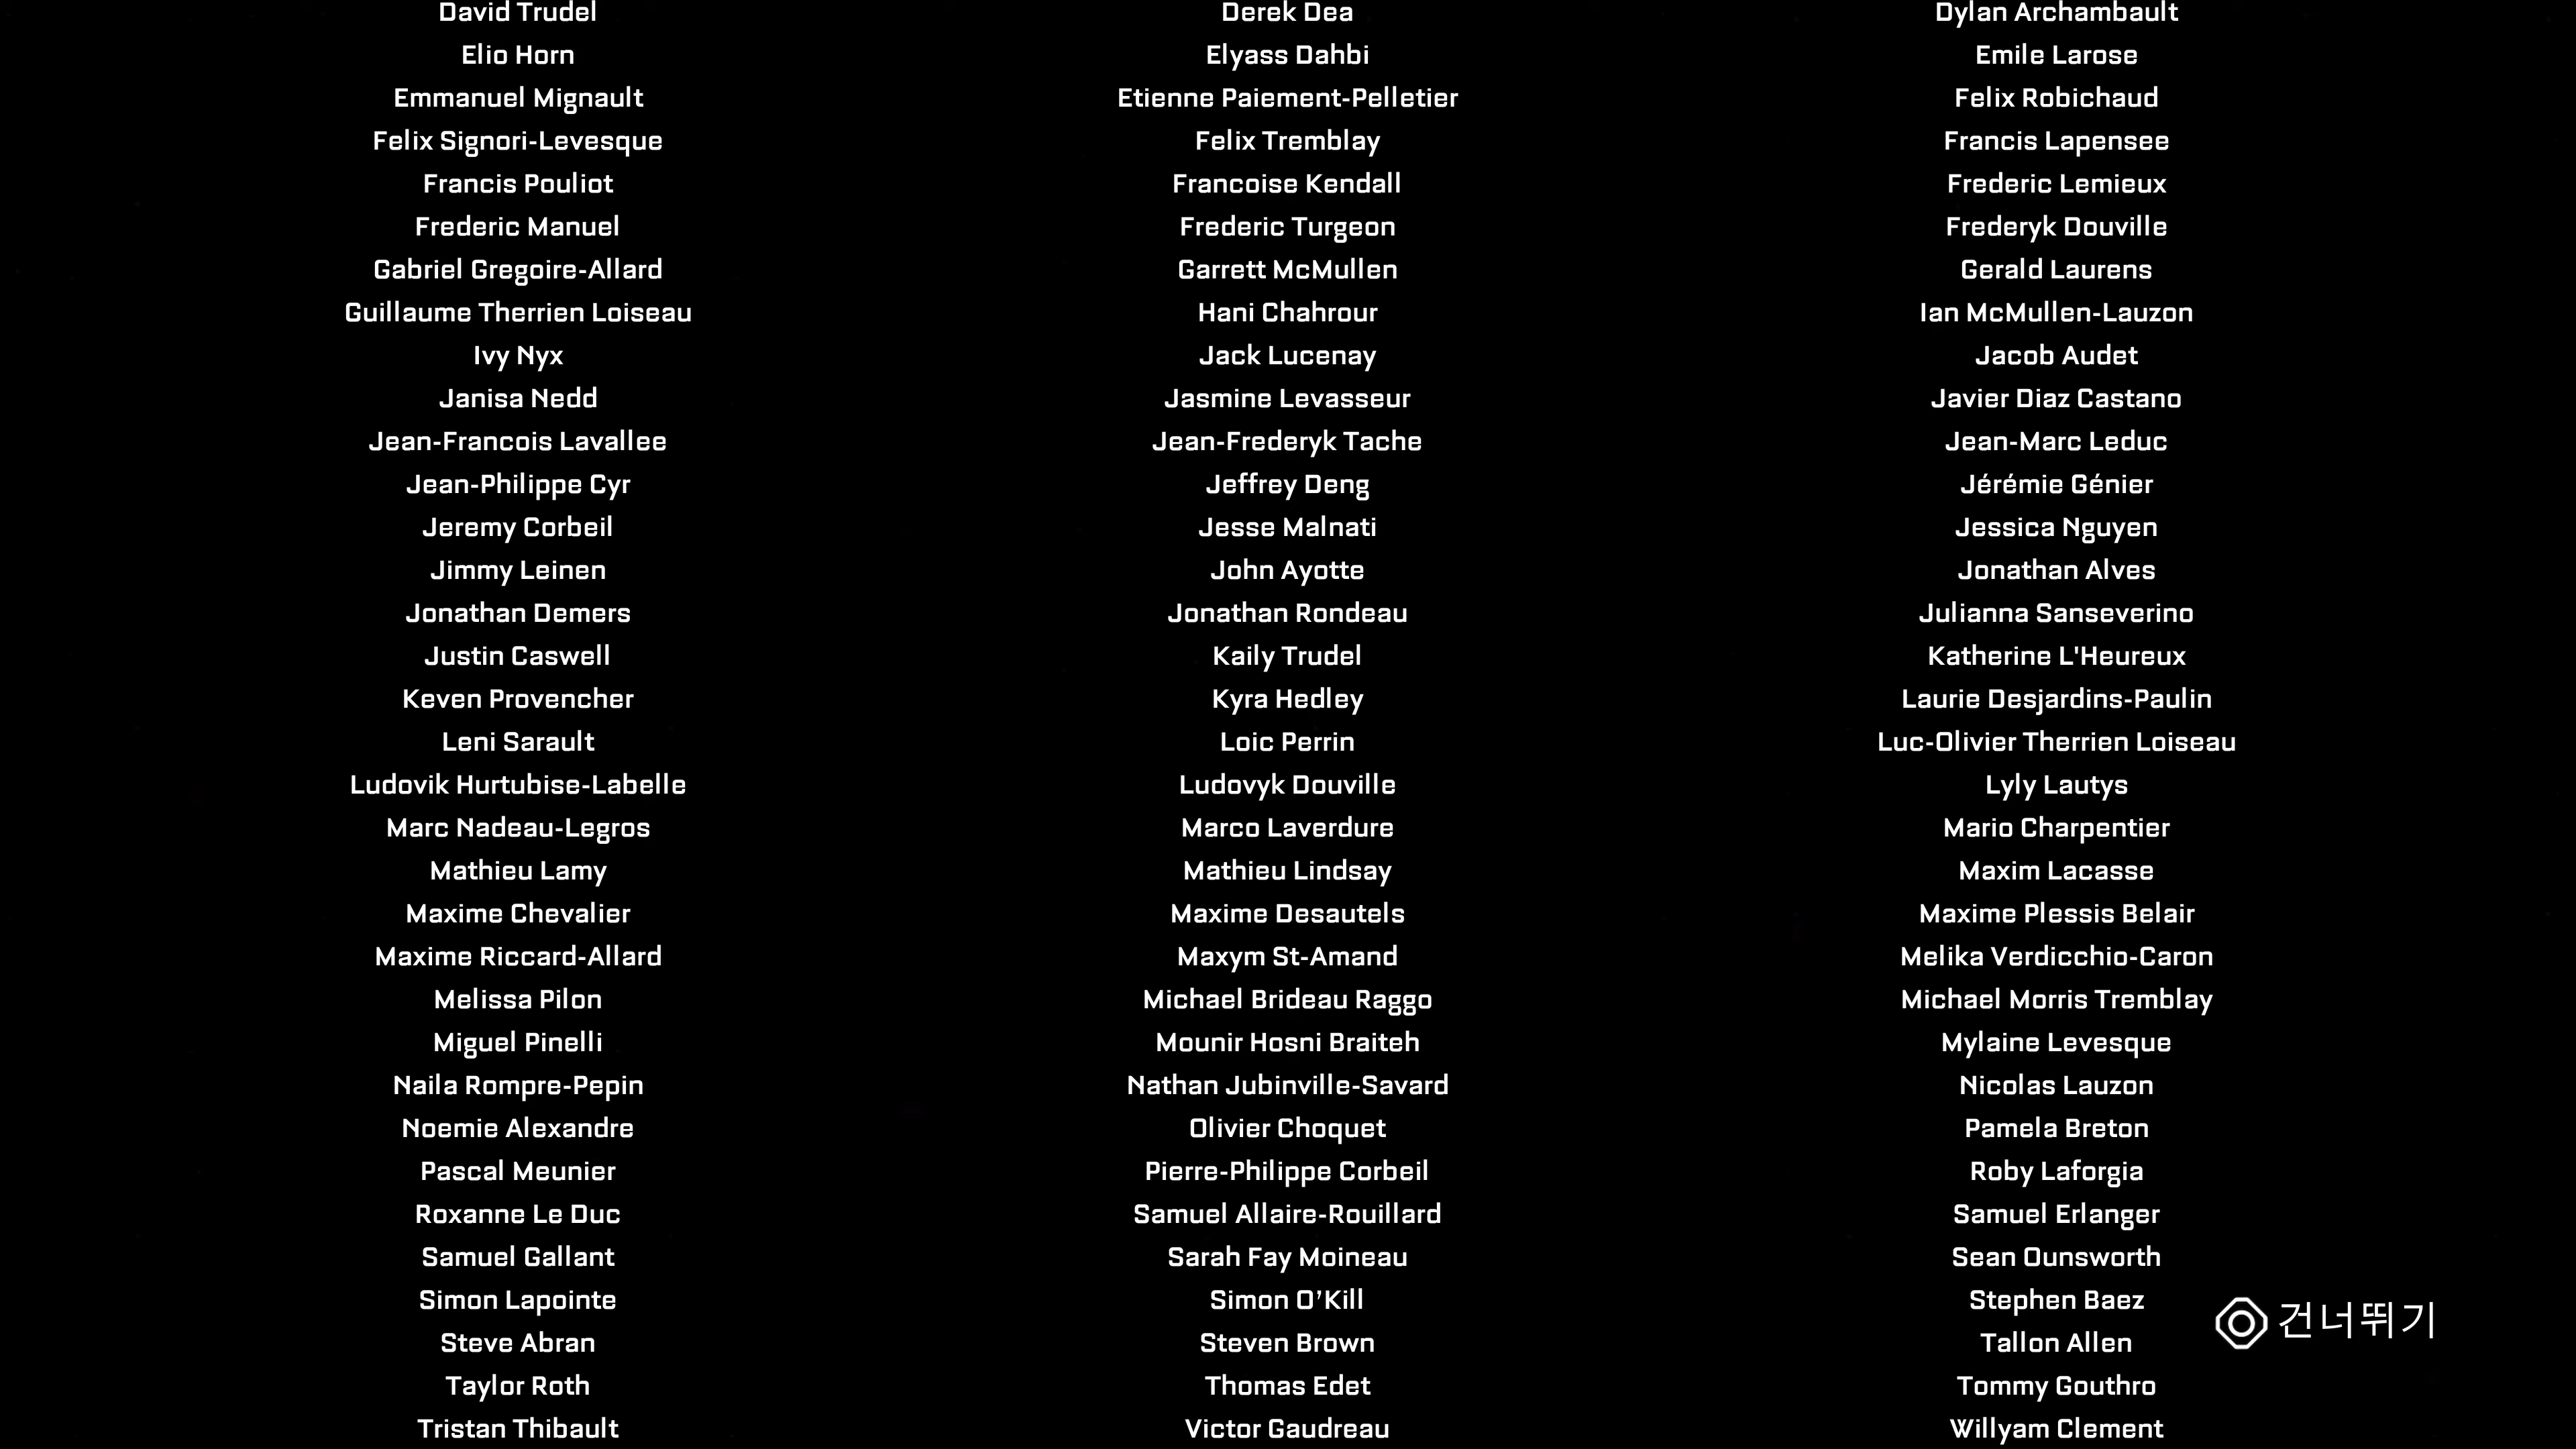 David Trudel Derek Dea Dylan Archambault
Elio Horn Elyass Dahbi Emile Larose
Emmanuel Mignault Etienne Paiement-Pelletier Felix Robichaud
Felix Signori-Levesque Felix Tremblay Francis Lapensee
Francis Pouliot Francoise Kendall Frederic Lemieux
Frederic Manuel Frederic Turgeon Frederyk Douville
Gabriel Gregoire-Allard Garrett McMullen Gerald Laurens
Guillaume Therrien Loiseau Hani Chahrour Ian McMullen-Lauzon
Ivy Nyx Jack Lucenay Jacob Audet
Janisa Nedd Jasmine Levasseur Javier Diaz Castano
Jean-Francois Lavallee Jean-Frederyk Tache Jean-Marc Leduc
Jean-Philippe Cyr Jeffrey Deng Jérémie Génier
Jeremy Corbeil Jesse Malnati Jessica Nguyen
Jimmy Leinen John Ayotte Jonathan Alves
Jonathan Demers Jonathan Rondeau Julianna Sanseverino
Justin Caswell Kaily Trudel Katherine L'Heureux
Keven Provencher Kyra Hedley Laurie Desjardins-Paulin
Leni Sarault Loic Perrin Luc-Olivier Therrien Loiseau
Ludovik Hurtubise-Labelle Ludovyk Douville Lyly Lautys
Marc Nadeau-Legros Marco Laverdure Mario Charpentier
Mathieu Lamy Mathieu Lindsay Maxim Lacasse
Maxime Chevalier Maxime Desautels Maxime Plessis Belair
Maxime Riccard-Allard Maxym St-Amand Melika Verdicchio-Caron
Melissa Pilon Michael Brideau Raggo Michael Morris Tremblay
Miguel Pinelli Mounir Hosni Braiteh Mylaine Levesque
Naila Rompre-Pepin Nathan Jubinville-Savard Nicolas Lauzon
Noemie Alexandre Olivier Choquet Pamela Breton
Pascal Meunier Pierre-Philippe Corbeil Roby Laforgia
Roxanne Le Duc Samuel Allaire-Rouillard Samuel Erlanger
Samuel Gallant Sarah Fay Moineau Sean Ounsworth
Simon Lapointe Simon O’Kill Stephen Baez
건너뛰기
Steve Abran Steven Brown Tallon Allen
Taylor Roth Thomas Edet Tommy Gouthro
Tristan Thibault Victor Gaudreau Willyam Clement